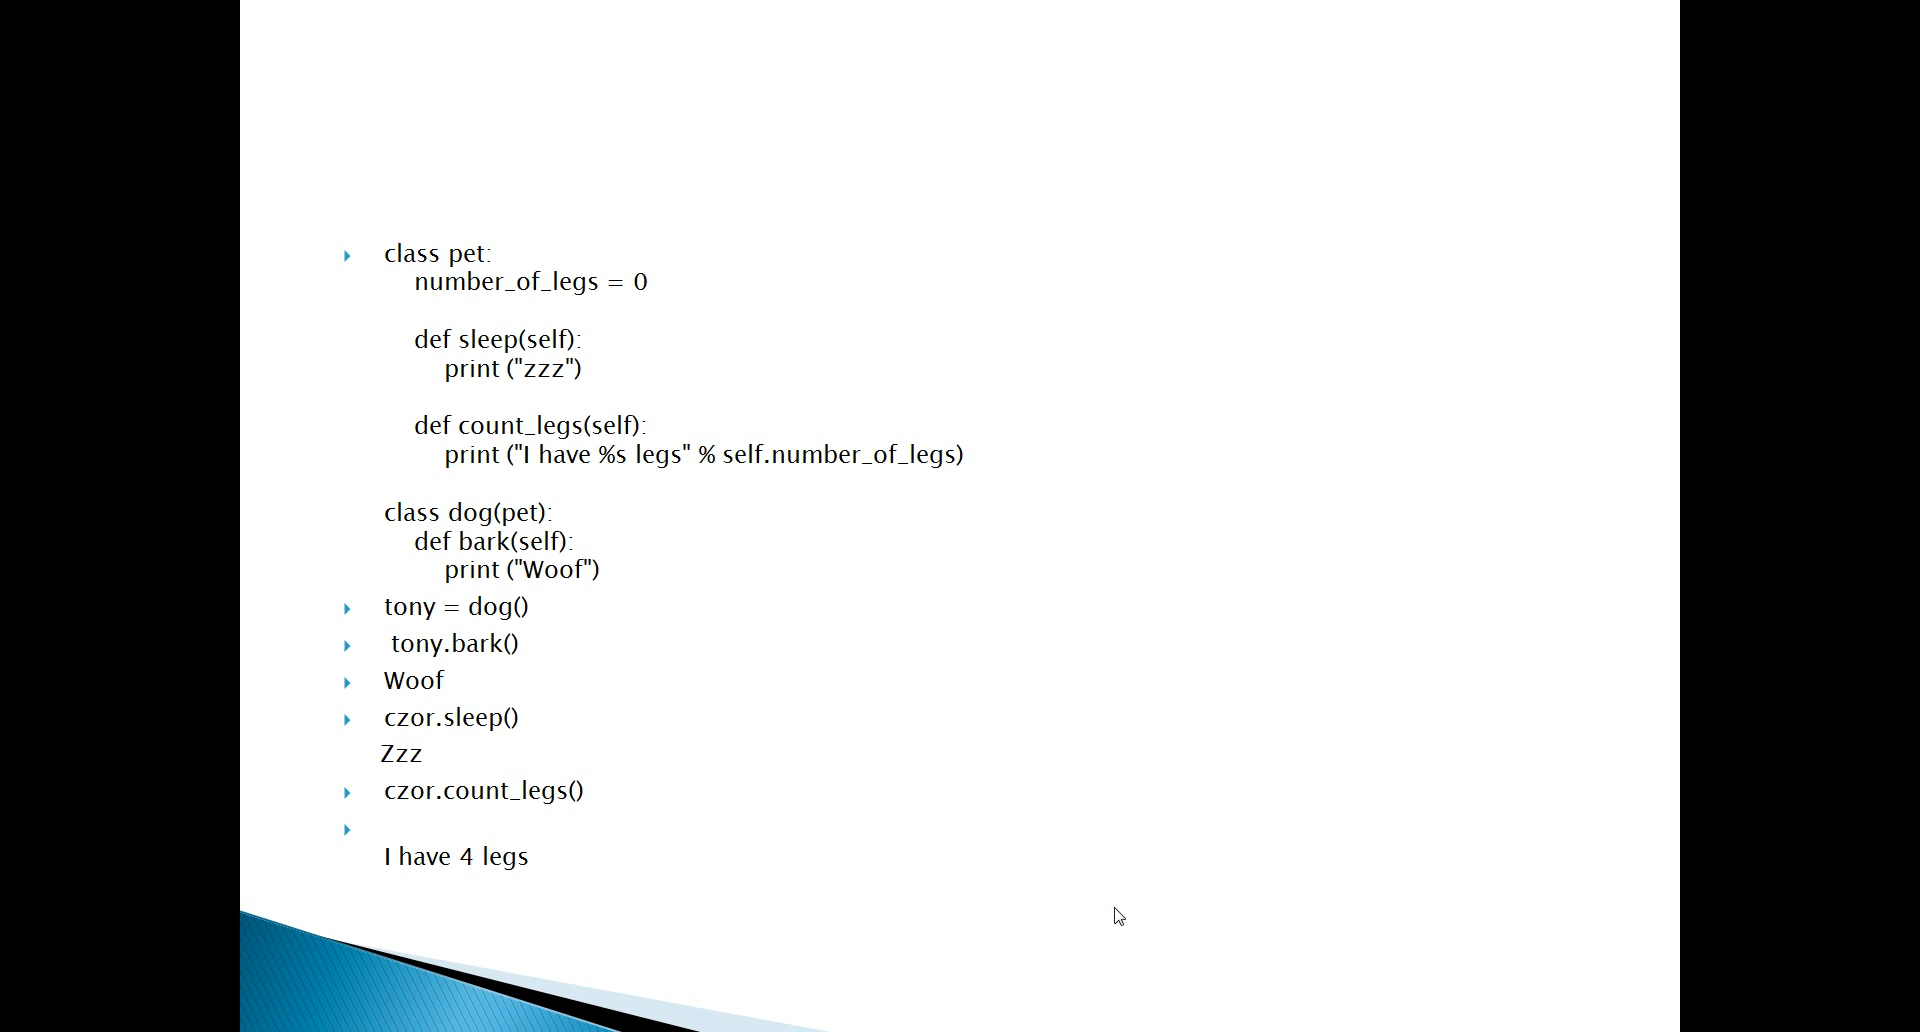 class pet:
number_of_legs = 0
def sleep(self):
print ("zzz")
def count_legs(self):
print ("I have %s legs" % self.number_of_legs)
class dog(pet):
def bark(self):
print ("Woof")
tony = dog()
tony.bark()
Woof
czor.sleep()
Zzz
czor.count_legs()
I have 4 legs